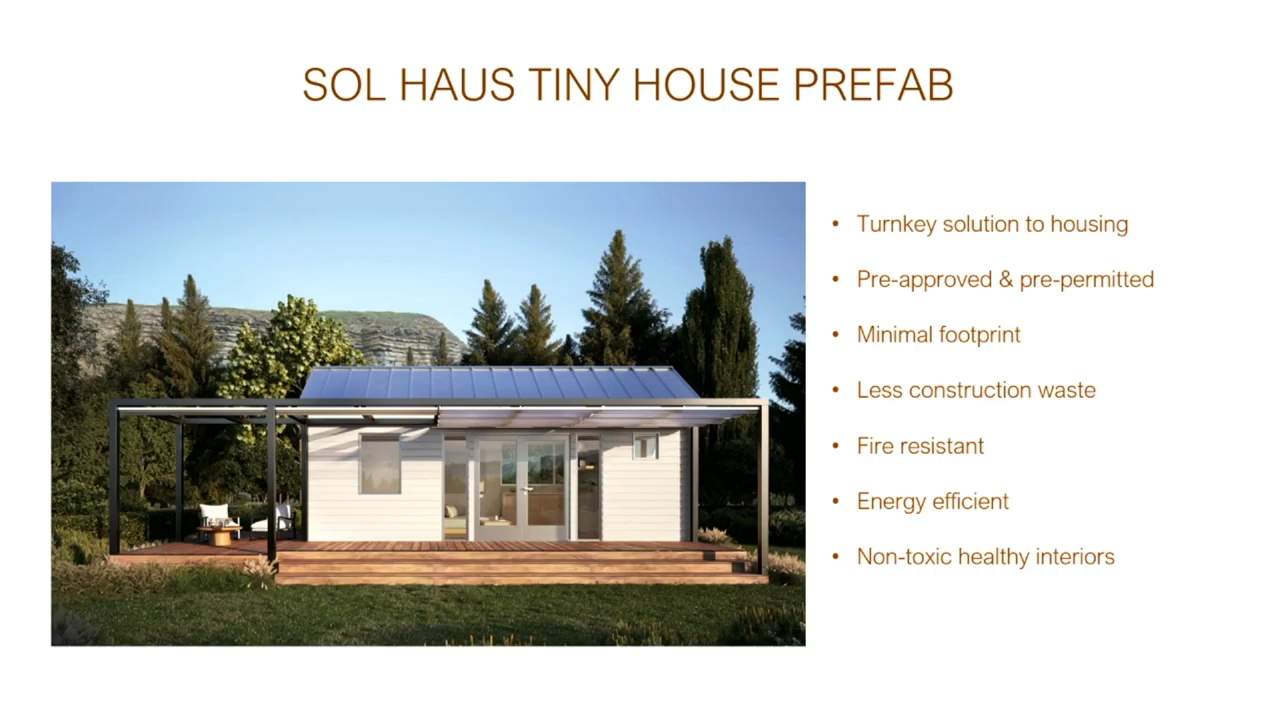 SOL HAUS TINY HOUSE PREFAB
• Turnkey solution to housing
• Pre-approved & pre-permitted
• Minimal footprint
• Less construction waste
• Fire resistant
• Energy efficient
• Non-toxic healthy interiors